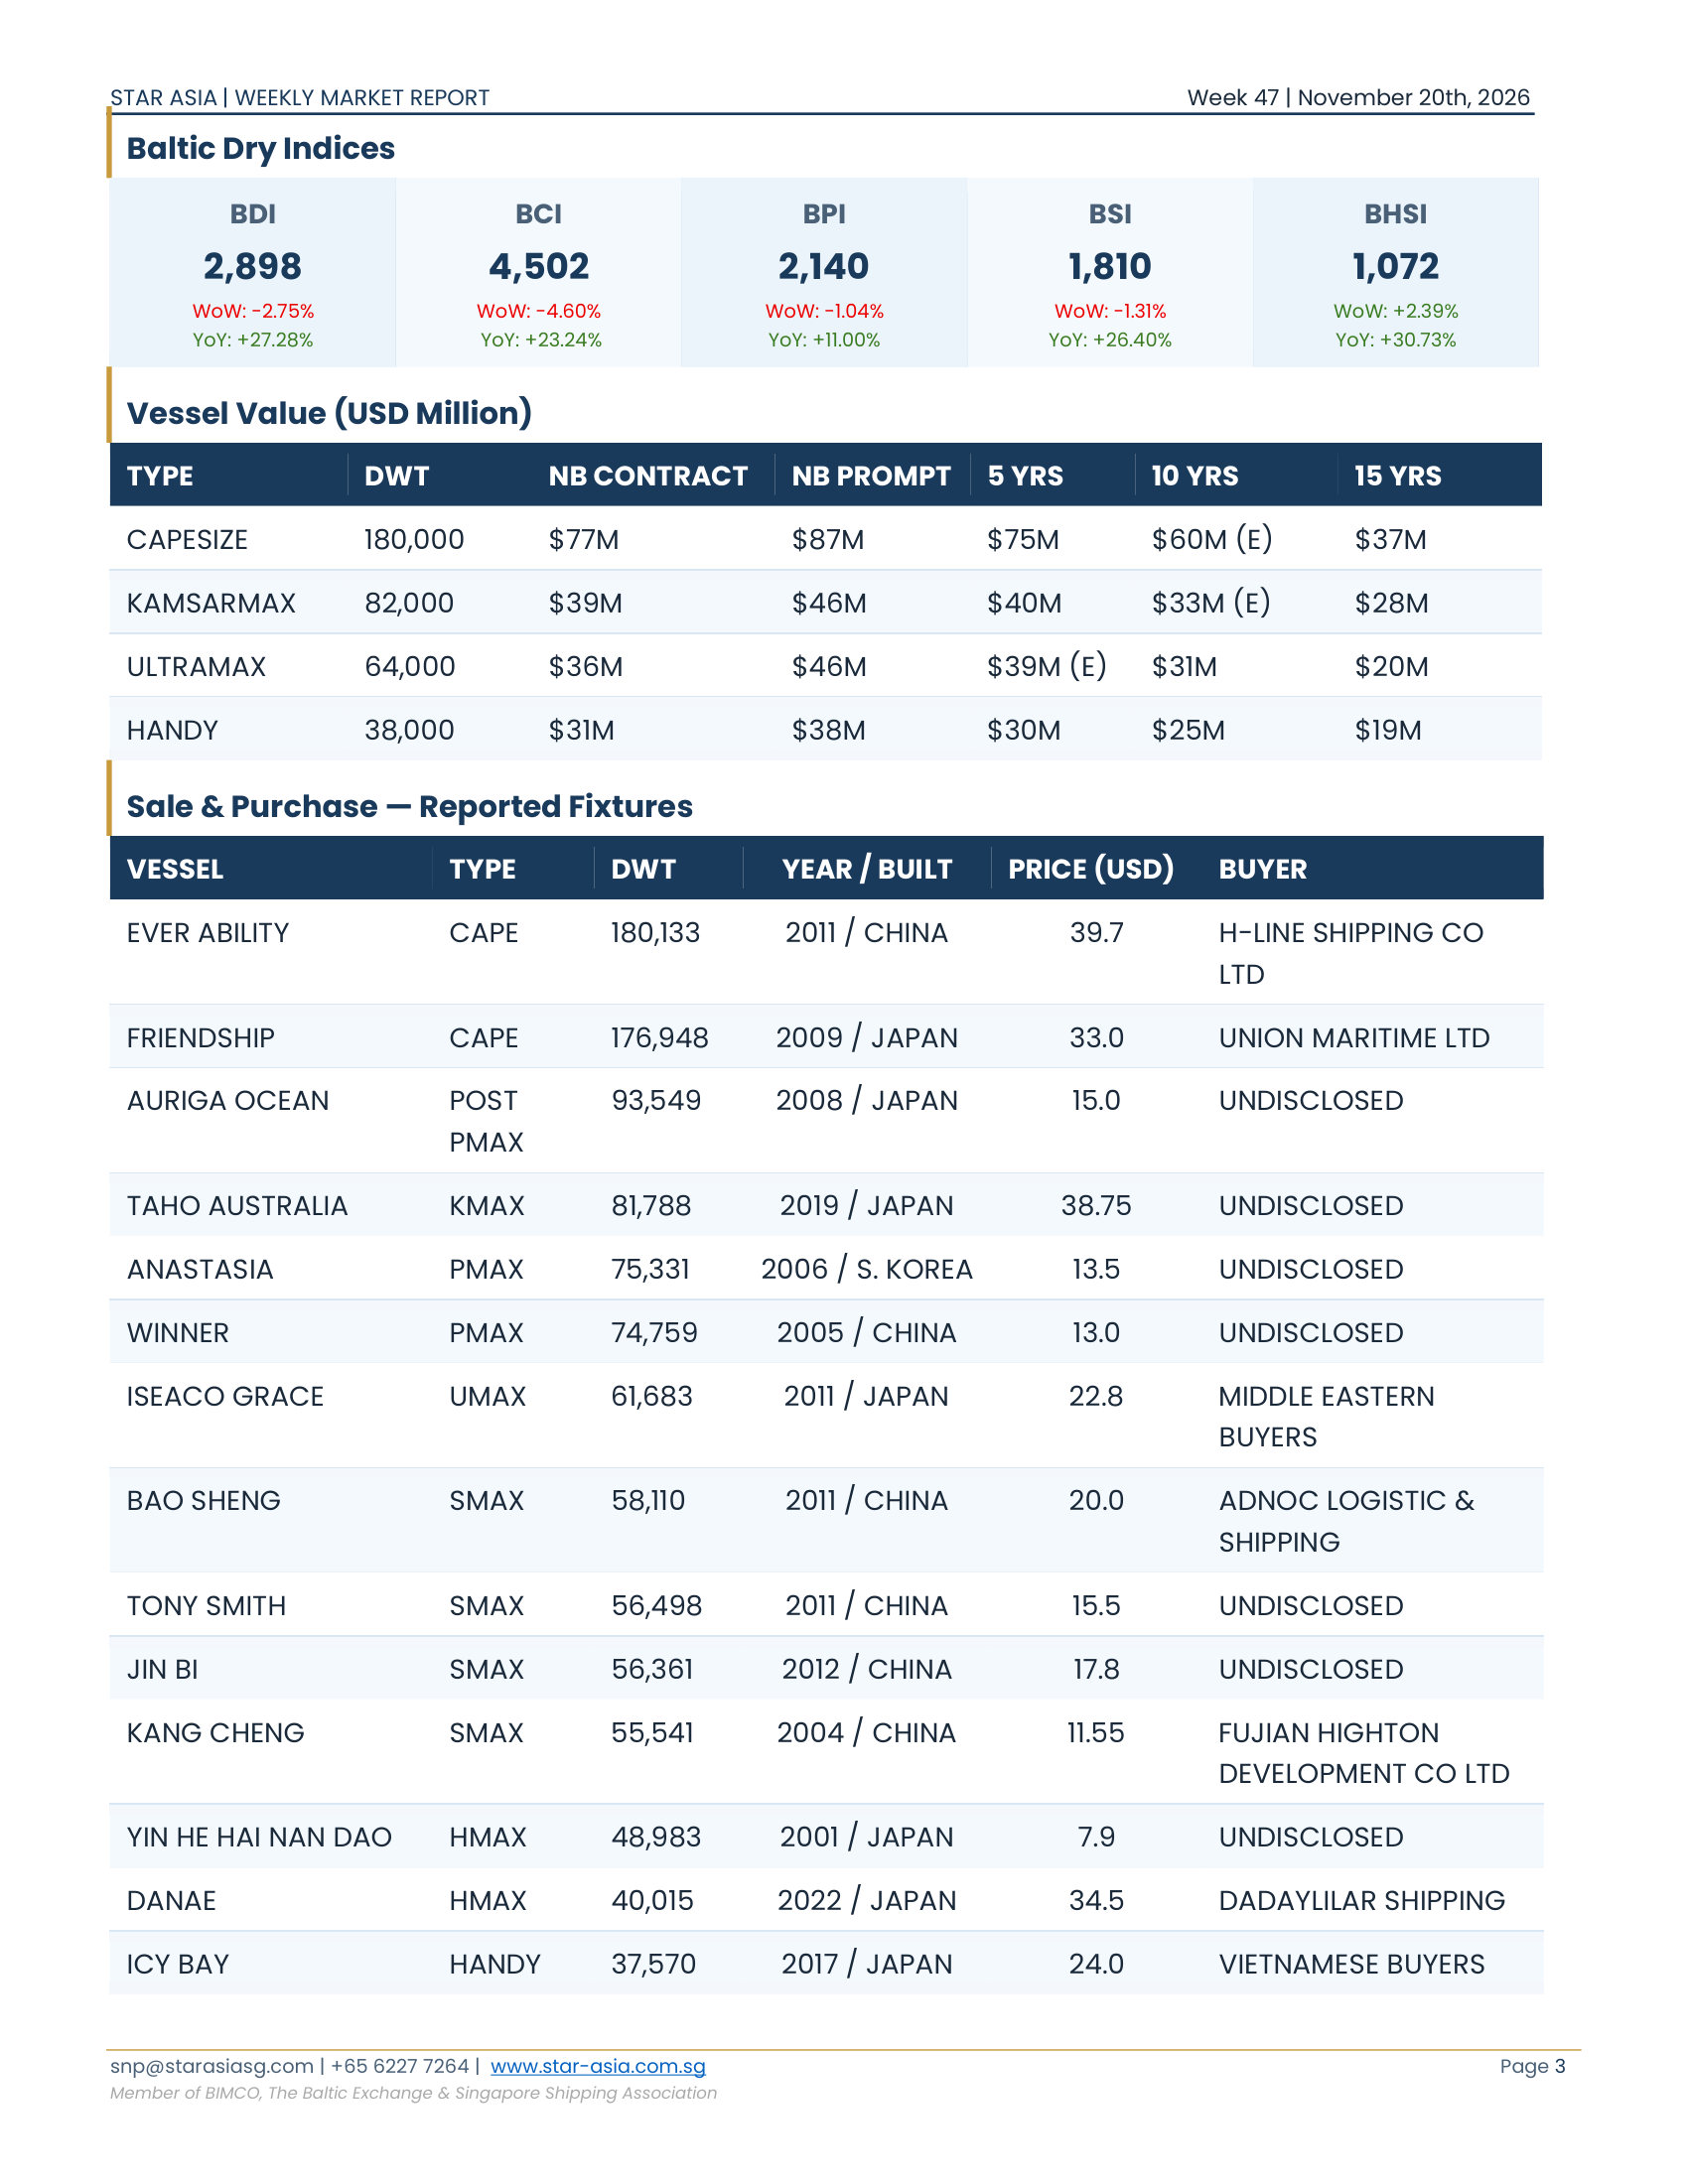 STAR ASIA | WEEKLY MARKET REPORT Week 47 | November 20th, 2026
Baltic Dry Indices
BDI BCI BPI BSI BHSI
2,898 4,502 2,140 1,810 1,072
WoW: -2.75% WoW: -4.60% WoW: -1.04% WoW: -1.31% WoW: +2.39%
YoY: +27.28% YoY: +23.24% YoY: +11.00% YoY: +26.40% YoY: +30.73%
Vessel Value (USD Million)
TYPE DWT NB CONTRACT NB PROMPT 5 YRS 10 YRS 15 YRS
CAPESIZE 180,000 $77M $87M $75M $60M (E) $37M
KAMSARMAX 82,000 $39M $46M $40M $33M (E) $28M
ULTRAMAX 64,000 $36M $46M $39M (E) $31M $20M
HANDY 38,000 $31M $38M $30M $25M $19M
Sale & Purchase — Reported Fixtures
VESSEL TYPE DWT YEAR / BUILT PRICE (USD) BUYER
EVER ABILITY CAPE 180,133 2011 / CHINA 39.7 H-LINE SHIPPING CO
LTD
FRIENDSHIP CAPE 176,948 2009 / JAPAN 33.0 UNION MARITIME LTD
AURIGA OCEAN POST 93,549 2008 / JAPAN 15.0 UNDISCLOSED
PMAX
TAHO AUSTRALIA KMAX 81,788 2019 / JAPAN 38.75 UNDISCLOSED
ANASTASIA PMAX 75,331 2006 / S. KOREA 13.5 UNDISCLOSED
WINNER PMAX 74,759 2005 / CHINA 13.0 UNDISCLOSED
ISEACO GRACE UMAX 61,683 2011 / JAPAN 22.8 MIDDLE EASTERN
BUYERS
BAO SHENG SMAX 58,110 2011 / CHINA 20.0 ADNOC LOGISTIC &
SHIPPING
TONY SMITH SMAX 56,498 2011 / CHINA 15.5 UNDISCLOSED
JIN BI SMAX 56,361 2012 / CHINA 17.8 UNDISCLOSED
KANG CHENG SMAX 55,541 2004 / CHINA 11.55 FUJIAN HIGHTON
DEVELOPMENT CO LTD
YIN HE HAI NAN DAO HMAX 48,983 2001 / JAPAN 7.9 UNDISCLOSED
DANAE HMAX 40,015 2022 / JAPAN 34.5 DADAYLILAR SHIPPING
ICY BAY HANDY 37,570 2017 / JAPAN 24.0 VIETNAMESE BUYERS
snp@starasiasg.com | +65 6227 7264 | www.star-asia.com.sg Page 3
Member of BIMCO, The Baltic Exchange & Singapore Shipping Association